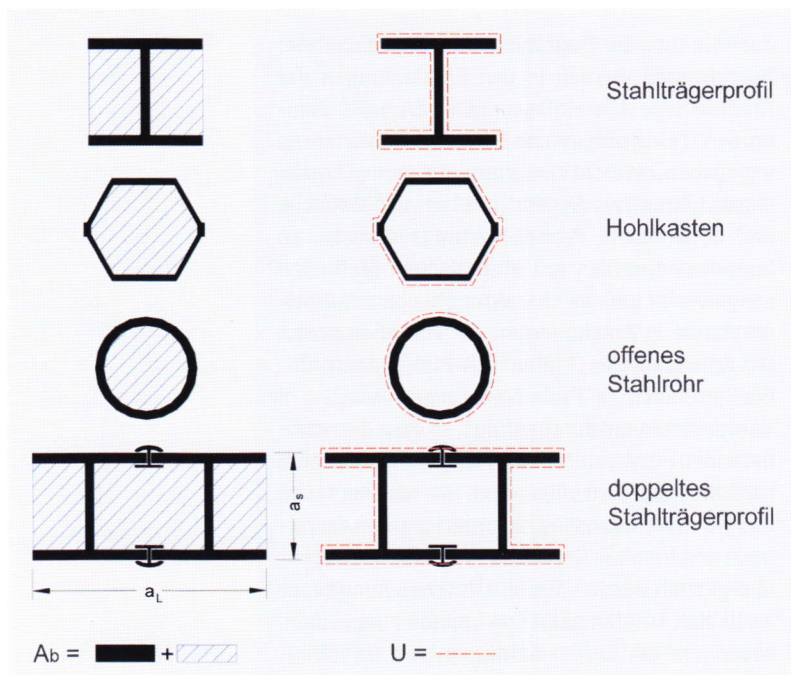 Stahlträgerprofil
Hohlkasten
offenes
Stahlrohr
doppeltes
Stahlträgerprofil
as
aL
Ab = +
U =